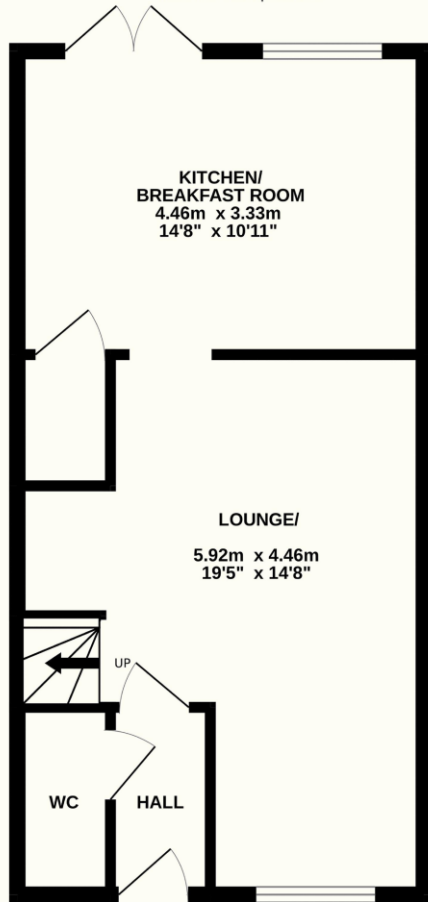 KITCHEN/
BREAKFAST ROOM
4.46m x 3.33m
14'8" x 10'11"
LOUNGE/
5.92m x 4.46m
19'5" x 14'8"
UP
WC
HALL